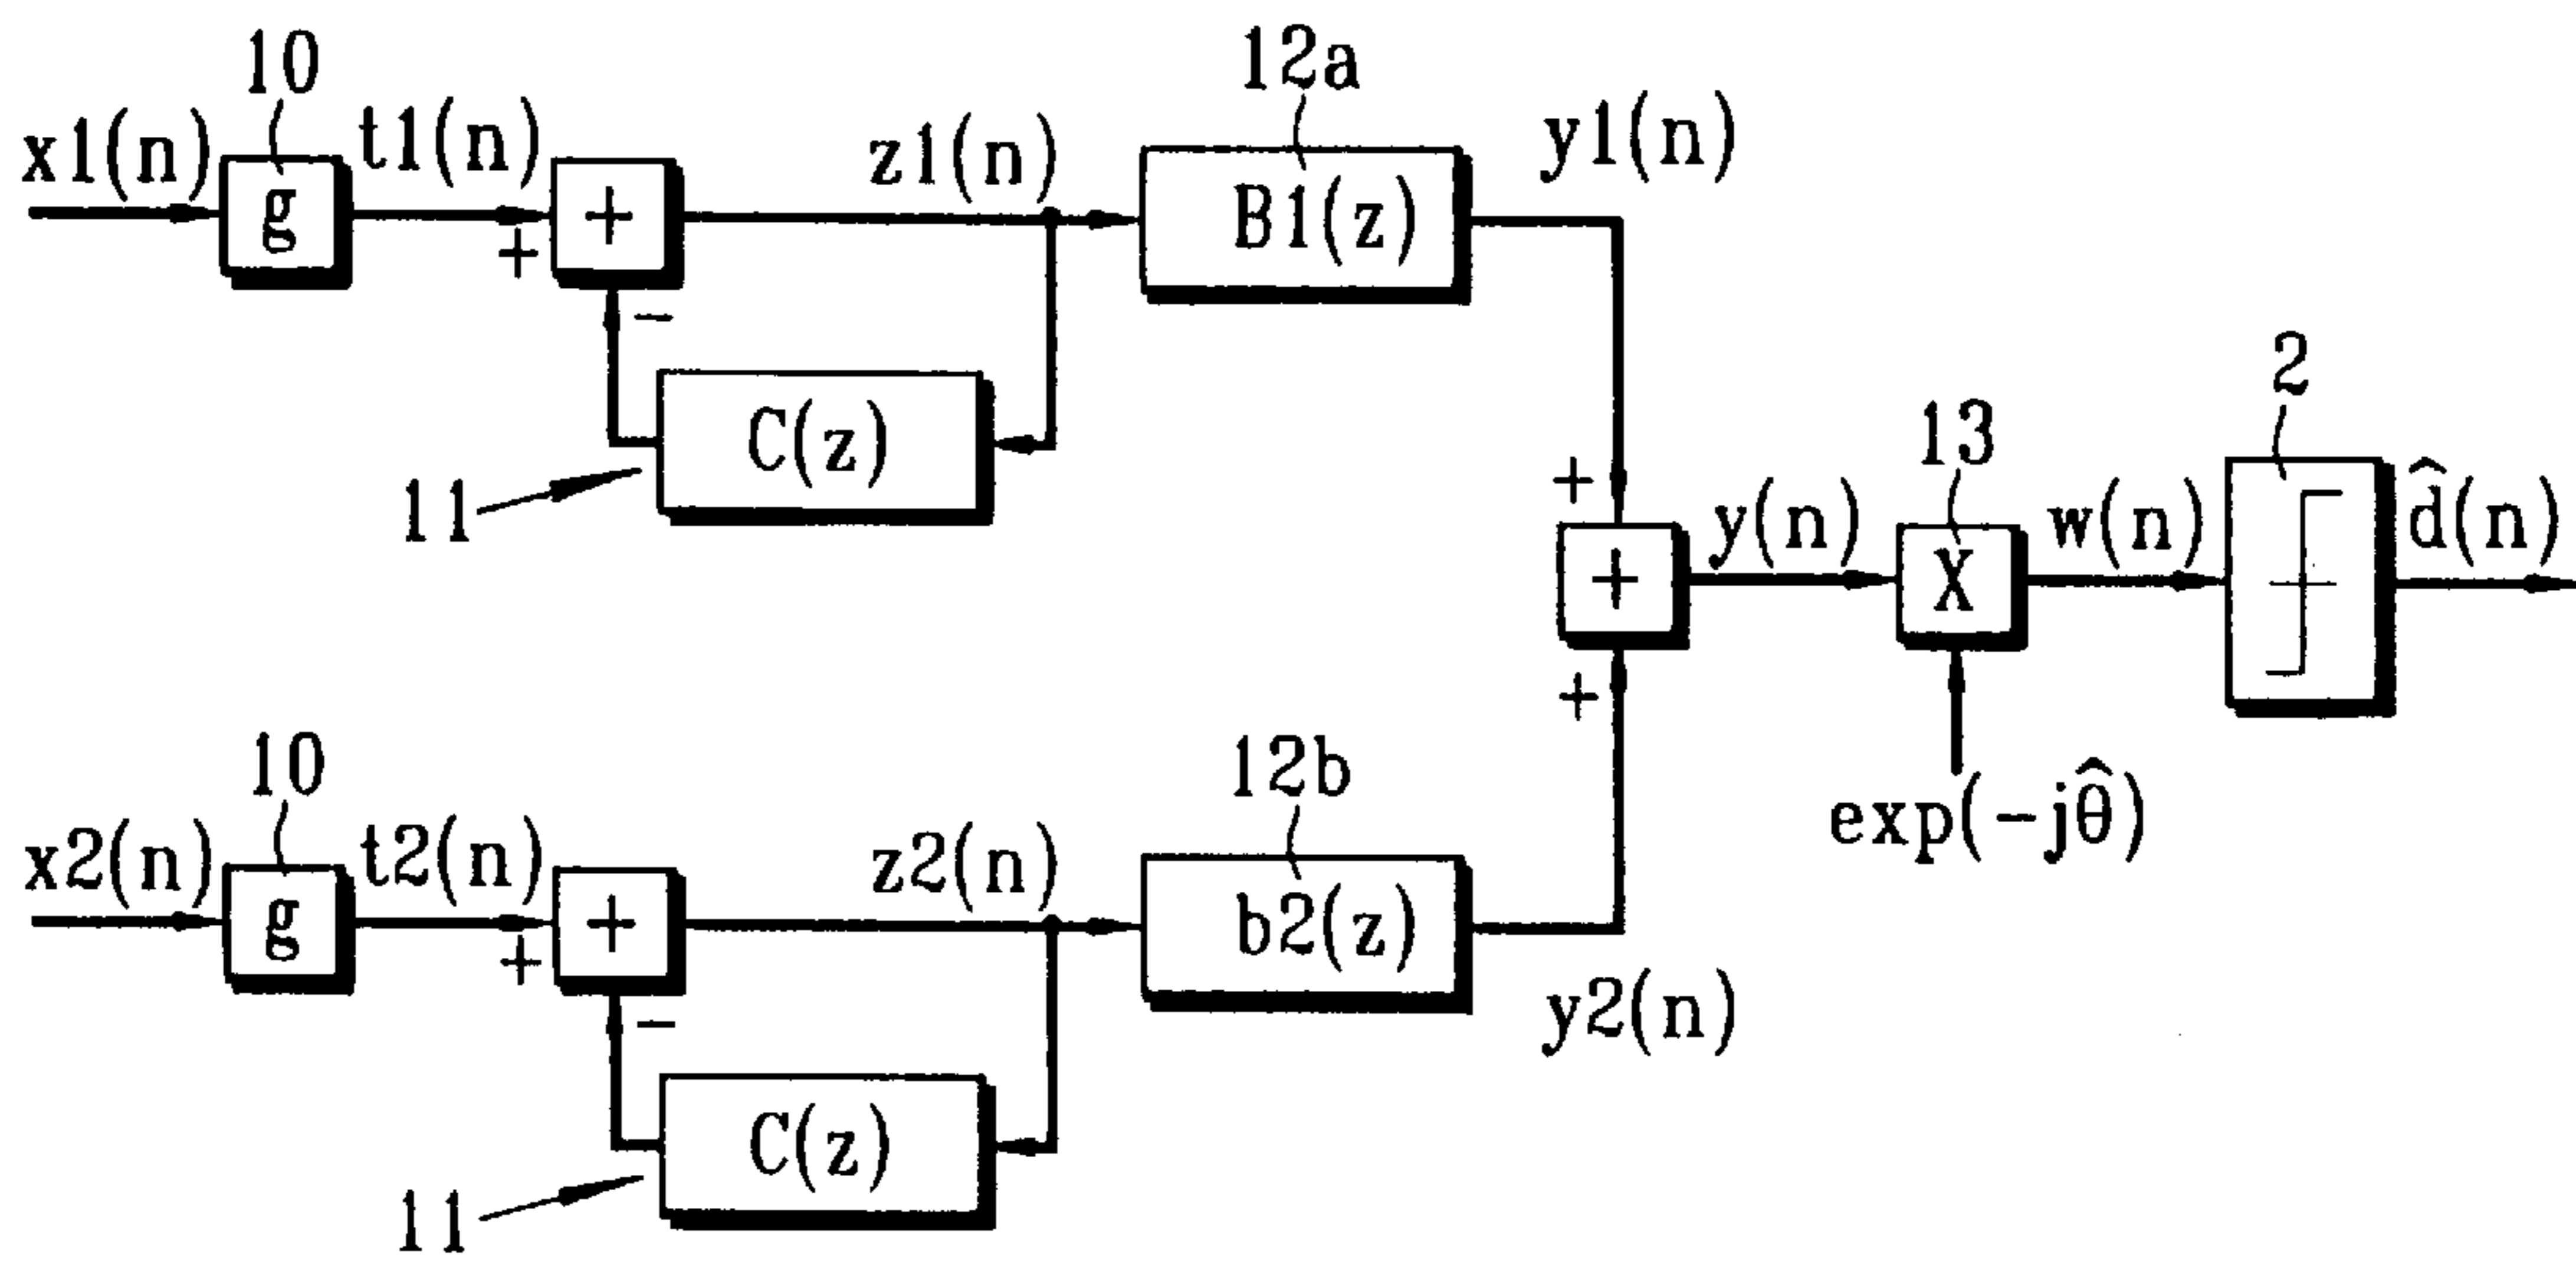 10
x1(n)
g
t1(n)
+
+
z1(n)
12a
B1(z)
y1(n)
-
C(z)
11
+
+
+
y(n)
13
X
w(n)
2
d̂(n)
exp(-jθ̂)
10
x2(n)
g
t2(n)
+
+
z2(n)
12b
b2(z)
y2(n)
-
C(z)
11